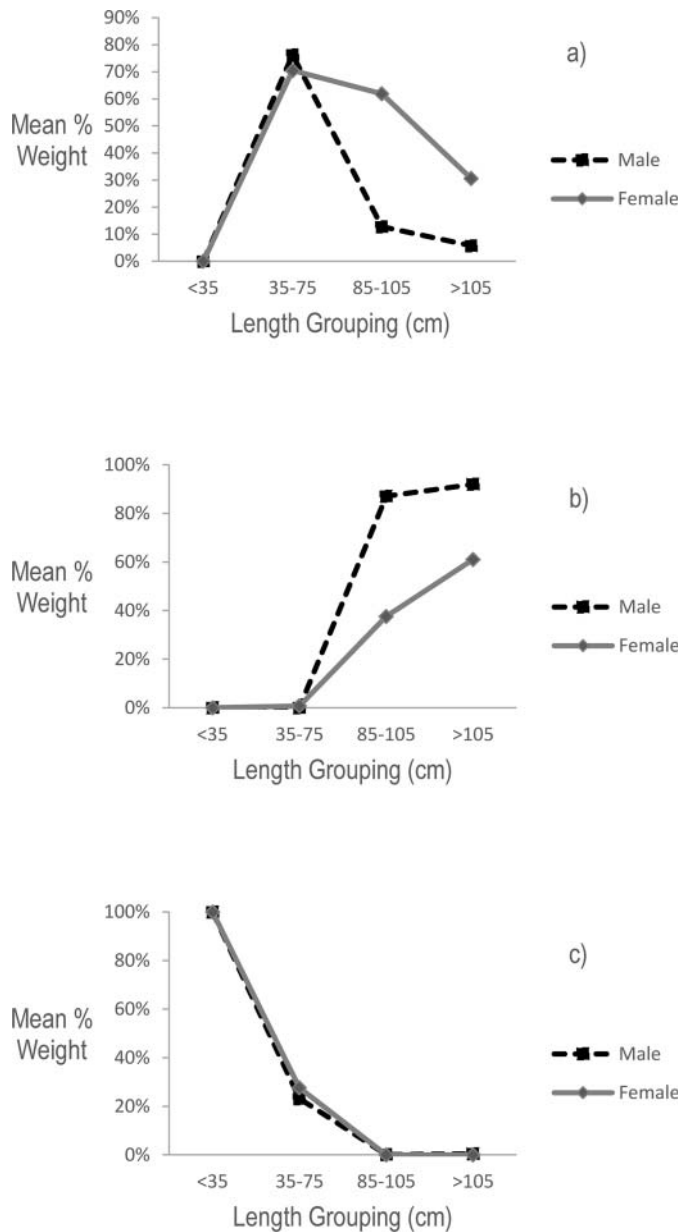 90%
80%
70%
60%
50%
40%
30%
20%
10%
0%
Mean %
Weight
<35 35-75 85-105 >105
Length Grouping (cm)
a)
Male
Female
100%
80%
60%
40%
20%
0%
Mean %
Weight
<35 35-75 85-105 >105
Length Grouping (cm)
b)
Male
Female
100%
80%
60%
40%
20%
0%
Mean %
Weight
<35 35-75 85-105 >105
Length Grouping (cm)
c)
Male
Female